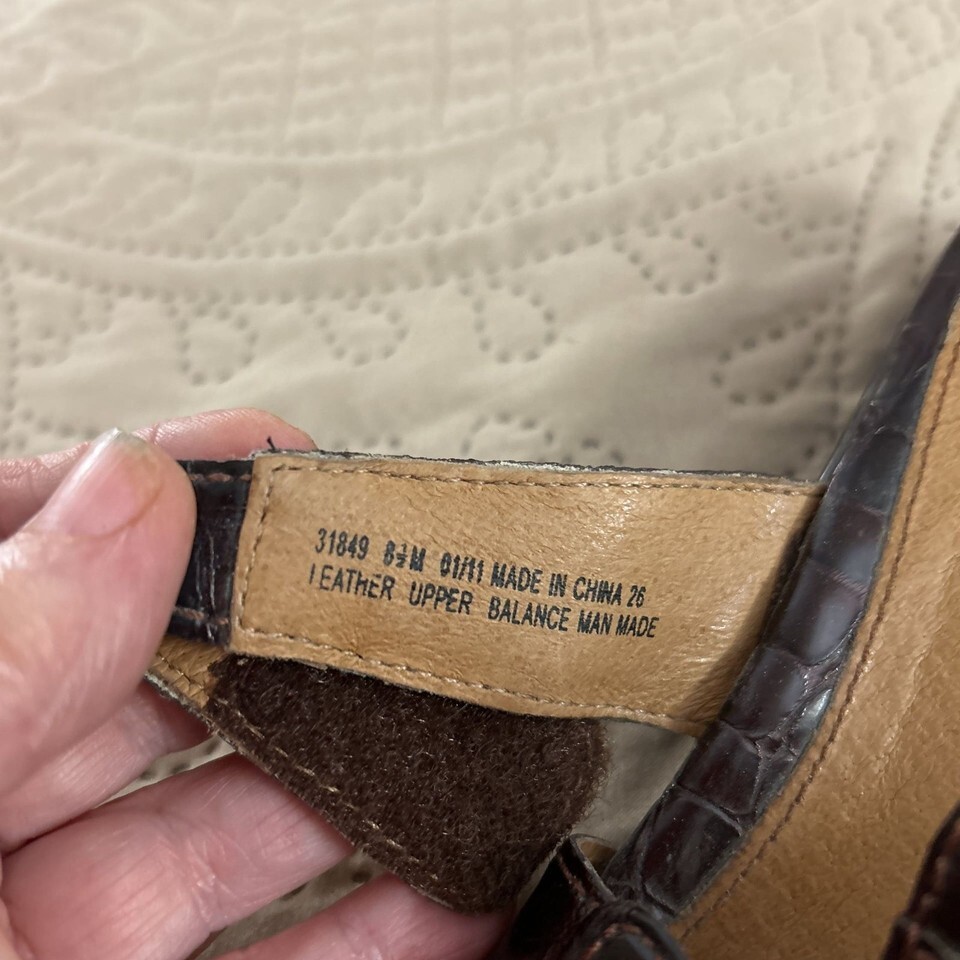 31849 8½M 01/11 MADE IN CHINA 26
LEATHER UPPER BALANCE MAN MADE